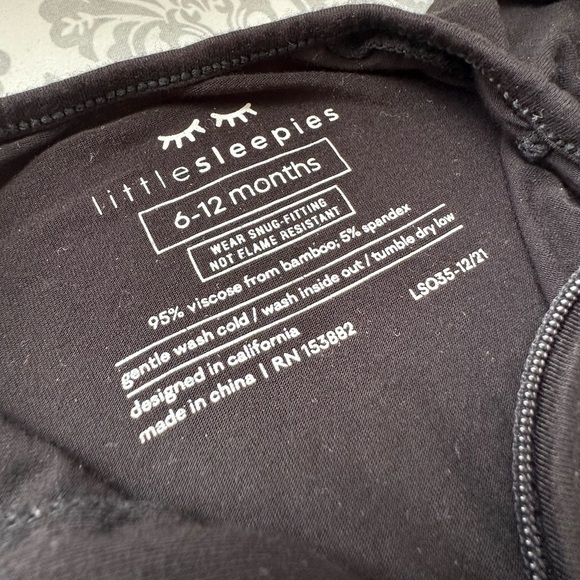 littlesleepies
6-12 months
WEAR SNUG-FITTING
NOT FLAME RESISTANT
95% viscose from bamboo; 5% spandex
gentle wash cold / wash inside out / tumble dry low
designed in california
made in china | RN 153882
LS035-12/21